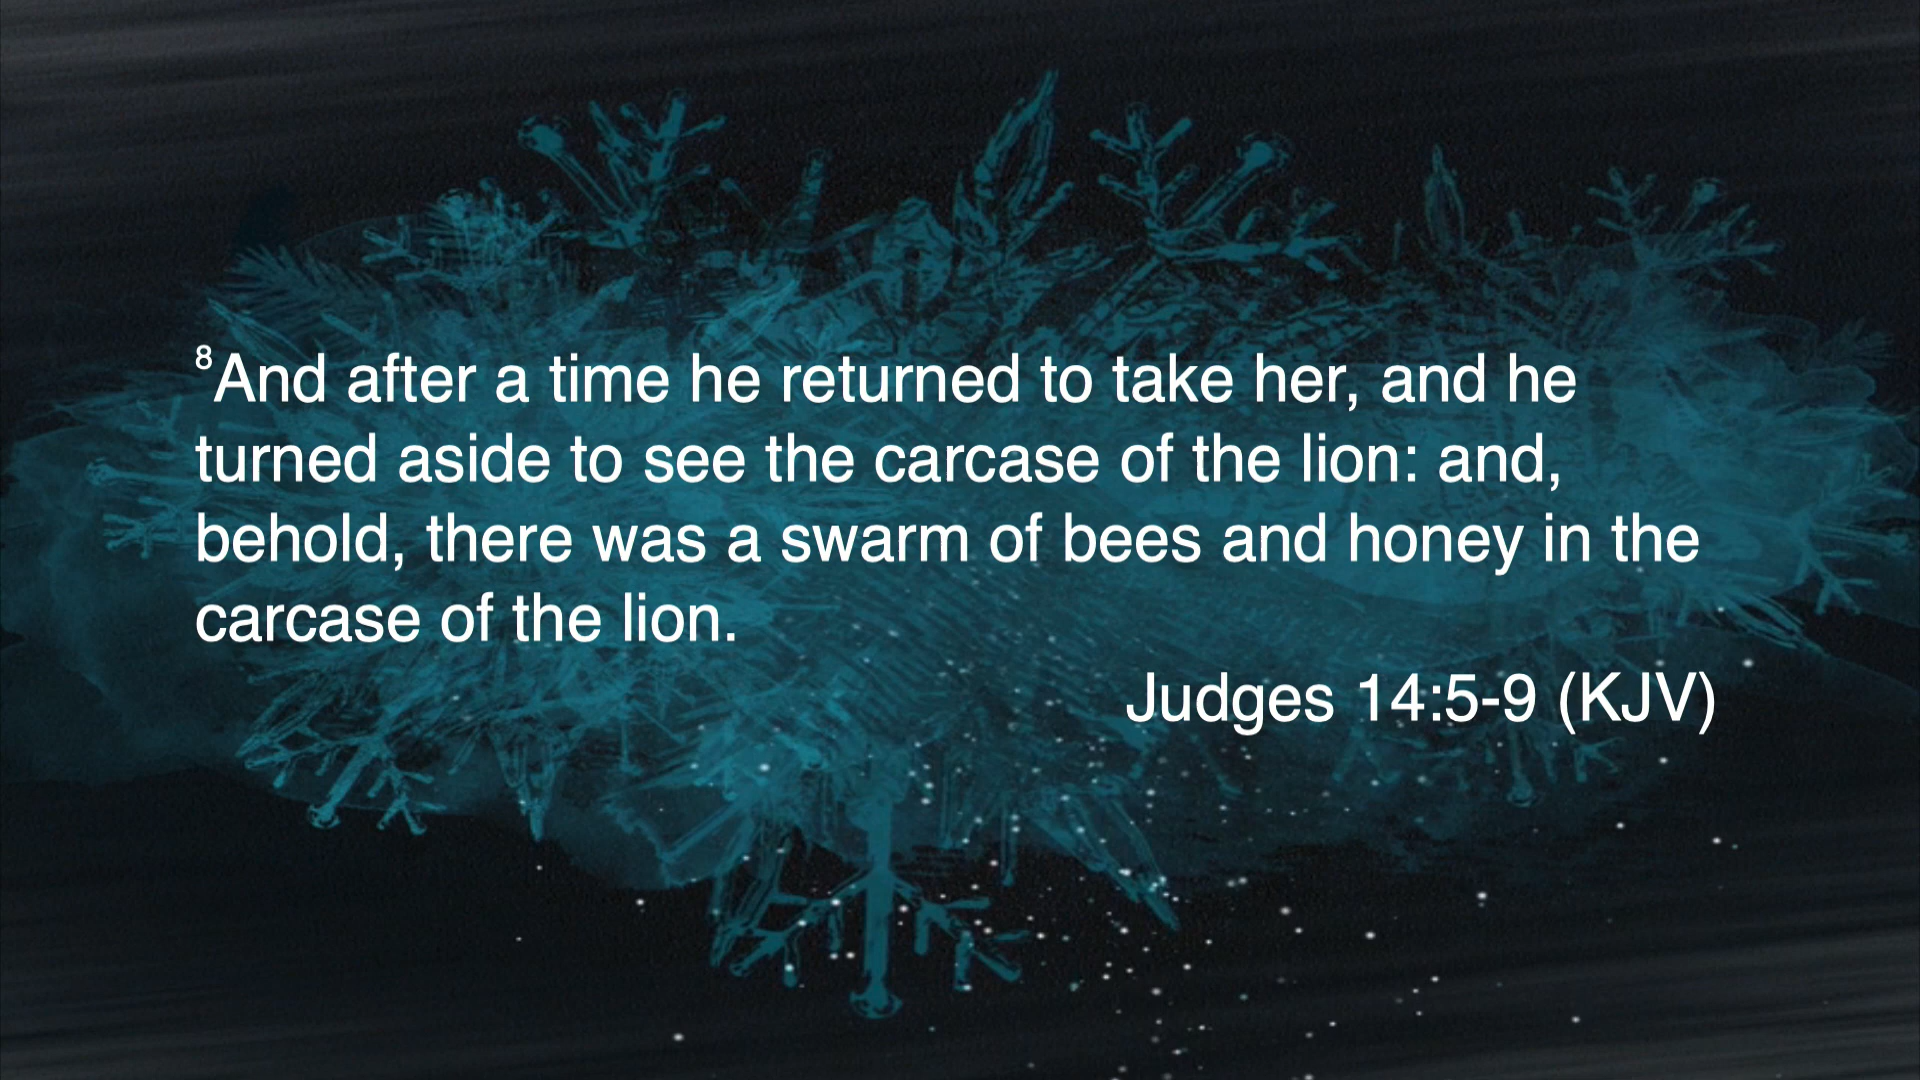 8And after a time he returned to take her, and he
turned aside to see the carcase of the lion: and,
behold, there was a swarm of bees and honey in the
carcase of the lion.
Judges 14:5-9 (KJV)